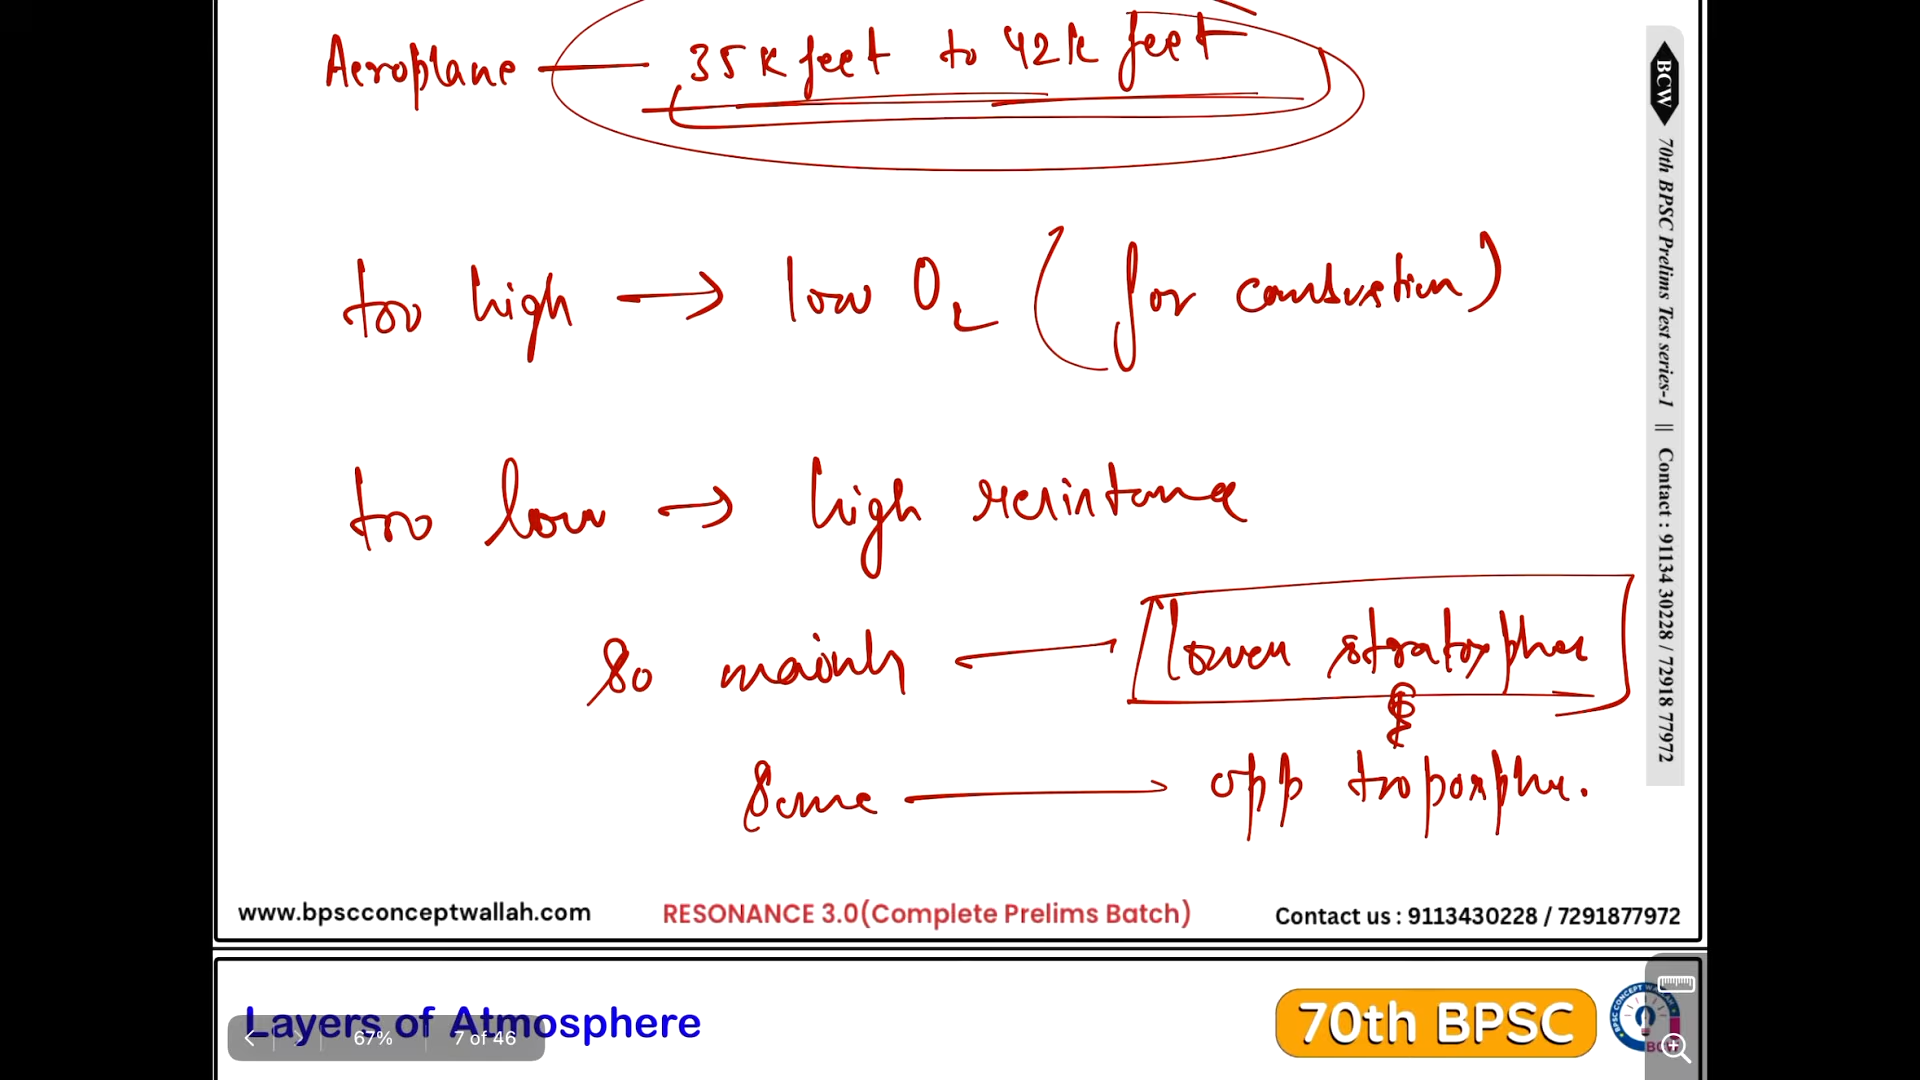 Aeroplane — 35k feet to 42k feet
too high → low O2 (for combustion)
too low → high resistance
So mainly — lower stratosphere
&
Some → upp troposphere.
www.bpscconceptwallah.com
RESONANCE 3.0(Complete Prelims Batch)
Contact us : 9113430228 / 7291877972
BCW
70th BPSC Prelims Test series-1 || Contact : 91134 30228 / 72918 77972
Layers of Atmosphere
70th BPSC
67%
7 of 46